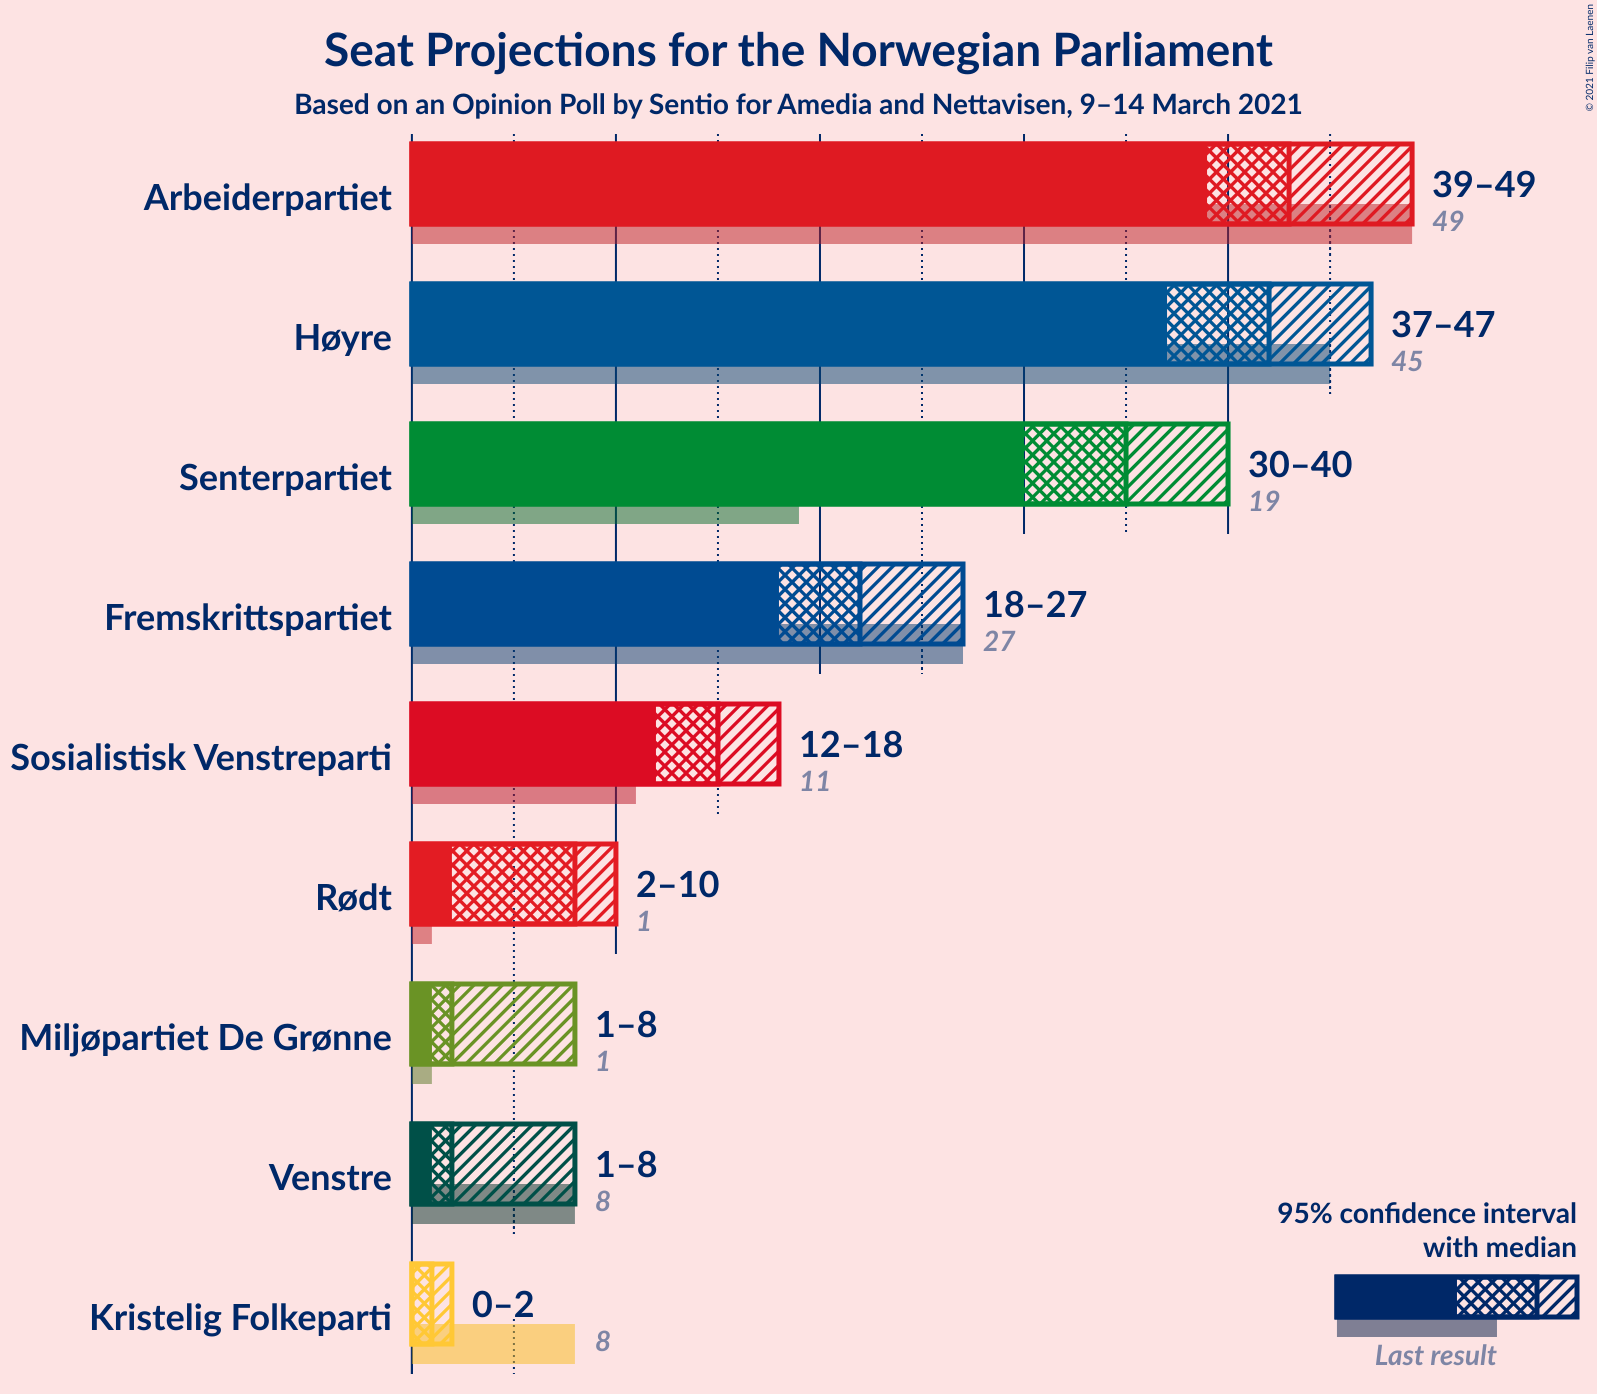 Seat Projections for the Norwegian Parliament
Based on an Opinion Poll by Sentio for Amedia and Nettavisen, 9–14 March 2021
© 2021 Filip van Laenen
Arbeiderpartiet
39–49
49
Høyre
37–47
45
Senterpartiet
30–40
19
Fremskrittspartiet
18–27
27
Sosialistisk Venstreparti
12–18
11
Rødt
2–10
1
Miljøpartiet De Grønne
1–8
1
Venstre
1–8
8
Kristelig Folkeparti
0–2
8
95% confidence interval
with median
Last result